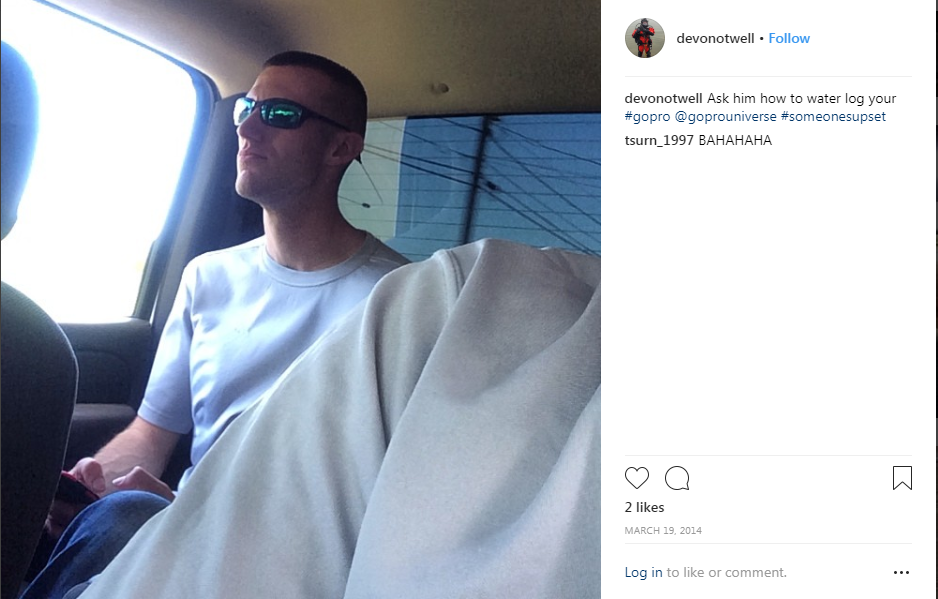 devonotwell • Follow
devonotwell Ask him how to water log your
#gopro @goprouniverse #someonesupset
tsurn_1997 BAHAHAHA
2 likes
MARCH 19, 2014
Log in to like or comment.